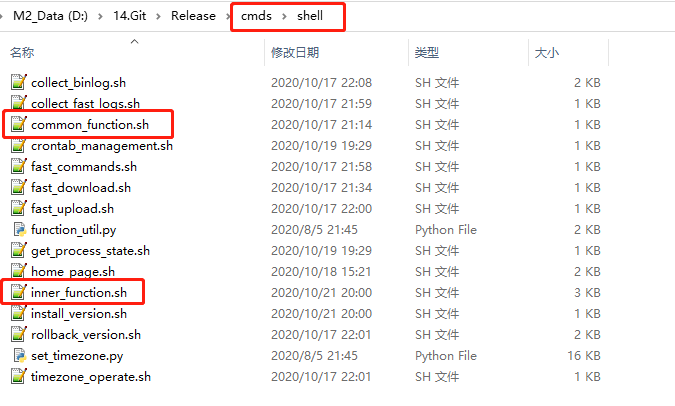 M2_Data (D:) > 14.Git > Release > cmds > shell
名称 修改日期 类型 大小
collect_binlog.sh 2020/10/17 22:08 SH 文件 2 KB
collect_fast_logs.sh 2020/10/17 21:59 SH 文件 1 KB
common_function.sh 2020/10/17 21:14 SH 文件 1 KB
crontab_management.sh 2020/10/19 19:29 SH 文件 1 KB
fast_commands.sh 2020/10/17 21:58 SH 文件 1 KB
fast_download.sh 2020/10/17 21:34 SH 文件 1 KB
fast_upload.sh 2020/10/17 22:00 SH 文件 1 KB
function_util.py 2020/8/5 21:45 Python File 2 KB
get_process_state.sh 2020/10/19 19:29 SH 文件 1 KB
home_page.sh 2020/10/18 15:21 SH 文件 2 KB
inner_function.sh 2020/10/21 20:00 SH 文件 3 KB
install_version.sh 2020/10/21 20:00 SH 文件 1 KB
rollback_version.sh 2020/10/17 22:01 SH 文件 2 KB
set_timezone.py 2020/8/5 21:45 Python File 16 KB
timezone_operate.sh 2020/10/17 22:01 SH 文件 1 KB